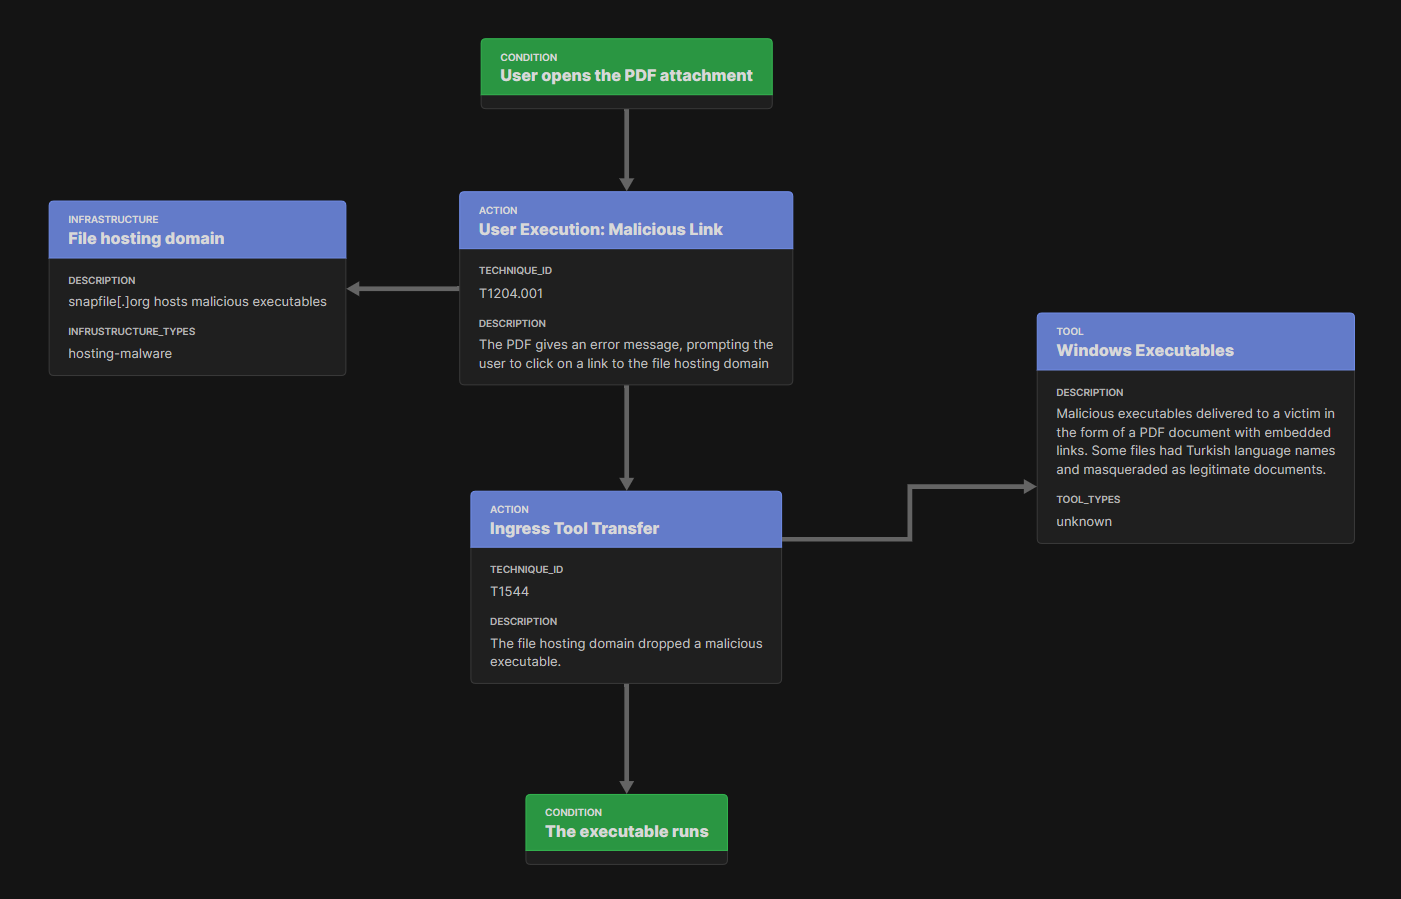 CONDITION
User opens the PDF attachment
INFRASTRUCTURE
File hosting domain
DESCRIPTION
snapfile[.]org hosts malicious executables
INFRUSTRUCTURE_TYPES
hosting-malware
ACTION
User Execution: Malicious Link
TECHNIQUE_ID
T1204.001
DESCRIPTION
The PDF gives an error message, prompting the
user to click on a link to the file hosting domain
TOOL
Windows Executables
DESCRIPTION
Malicious executables delivered to a victim in
the form of a PDF document with embedded
links. Some files had Turkish language names
and masqueraded as legitimate documents.
TOOL_TYPES
unknown
ACTION
Ingress Tool Transfer
TECHNIQUE_ID
T1544
DESCRIPTION
The file hosting domain dropped a malicious
executable.
CONDITION
The executable runs